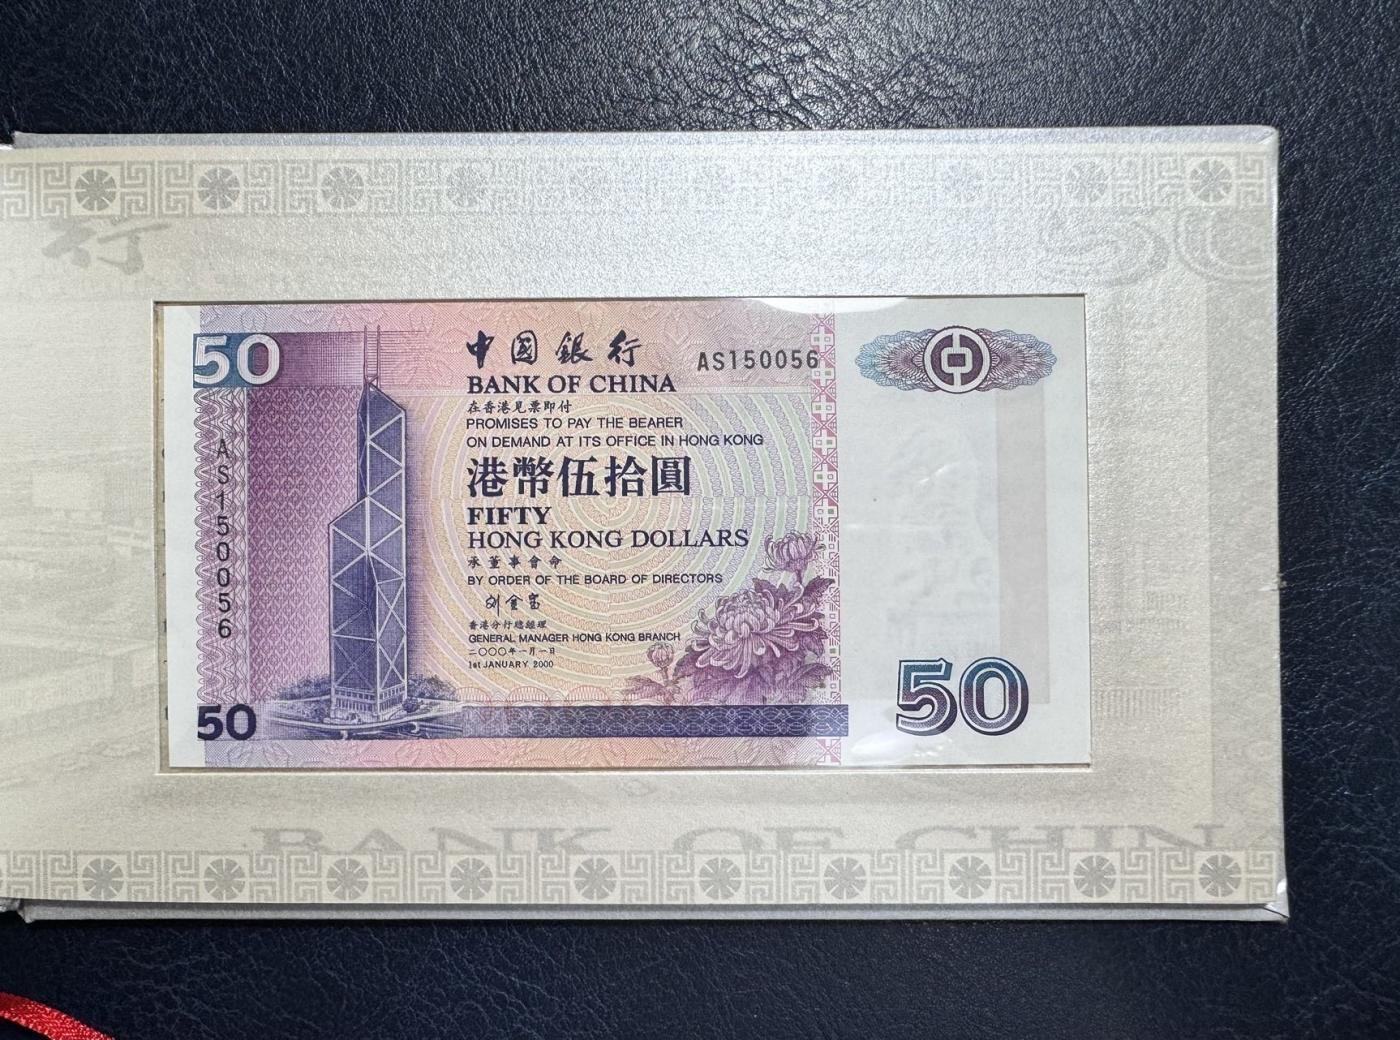 行
50
50
中國銀行
AS150056
BANK OF CHINA
在香港見票即付
PROMISES TO PAY THE BEARER
ON DEMAND AT ITS OFFICE IN HONG KONG
港幣伍拾圓
FIFTY
HONG KONG DOLLARS
承董事會命
BY ORDER OF THE BOARD OF DIRECTORS
香港分行總經理
GENERAL MANAGER HONG KONG BRANCH
二〇〇〇年一月一日
1st JANUARY 2000
AS150056
50
50
BANK OF CHINA